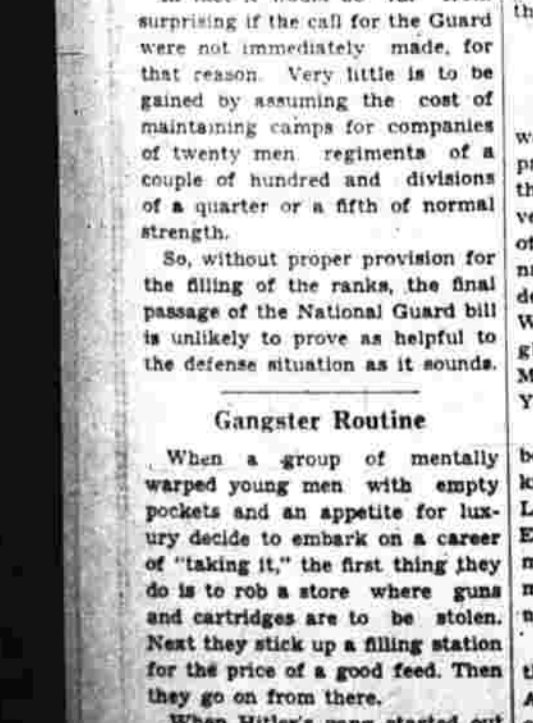 surprising if the call for the Guard
were not immediately made, for
that reason. Very little is to be
gained by assuming the cost of
maintaining camps for companies
of twenty men regiments of a
couple of hundred and divisions
of a quarter or a fifth of normal
strength.
So, without proper provision for
the filling of the ranks, the final
passage of the National Guard bill
is unlikely to prove as helpful to
the defense situation as it sounds.
Gangster Routine
When a group of mentally
warped young men with empty
pockets and an appetite for lux-
ury decide to embark on a career
of "taking it," the first thing they
do is to rob a store where guns
and cartridges are to be stolen.
Next they stick up a filling station
for the price of a good feed. Then
they go on from there.
When Hitler's gang started out